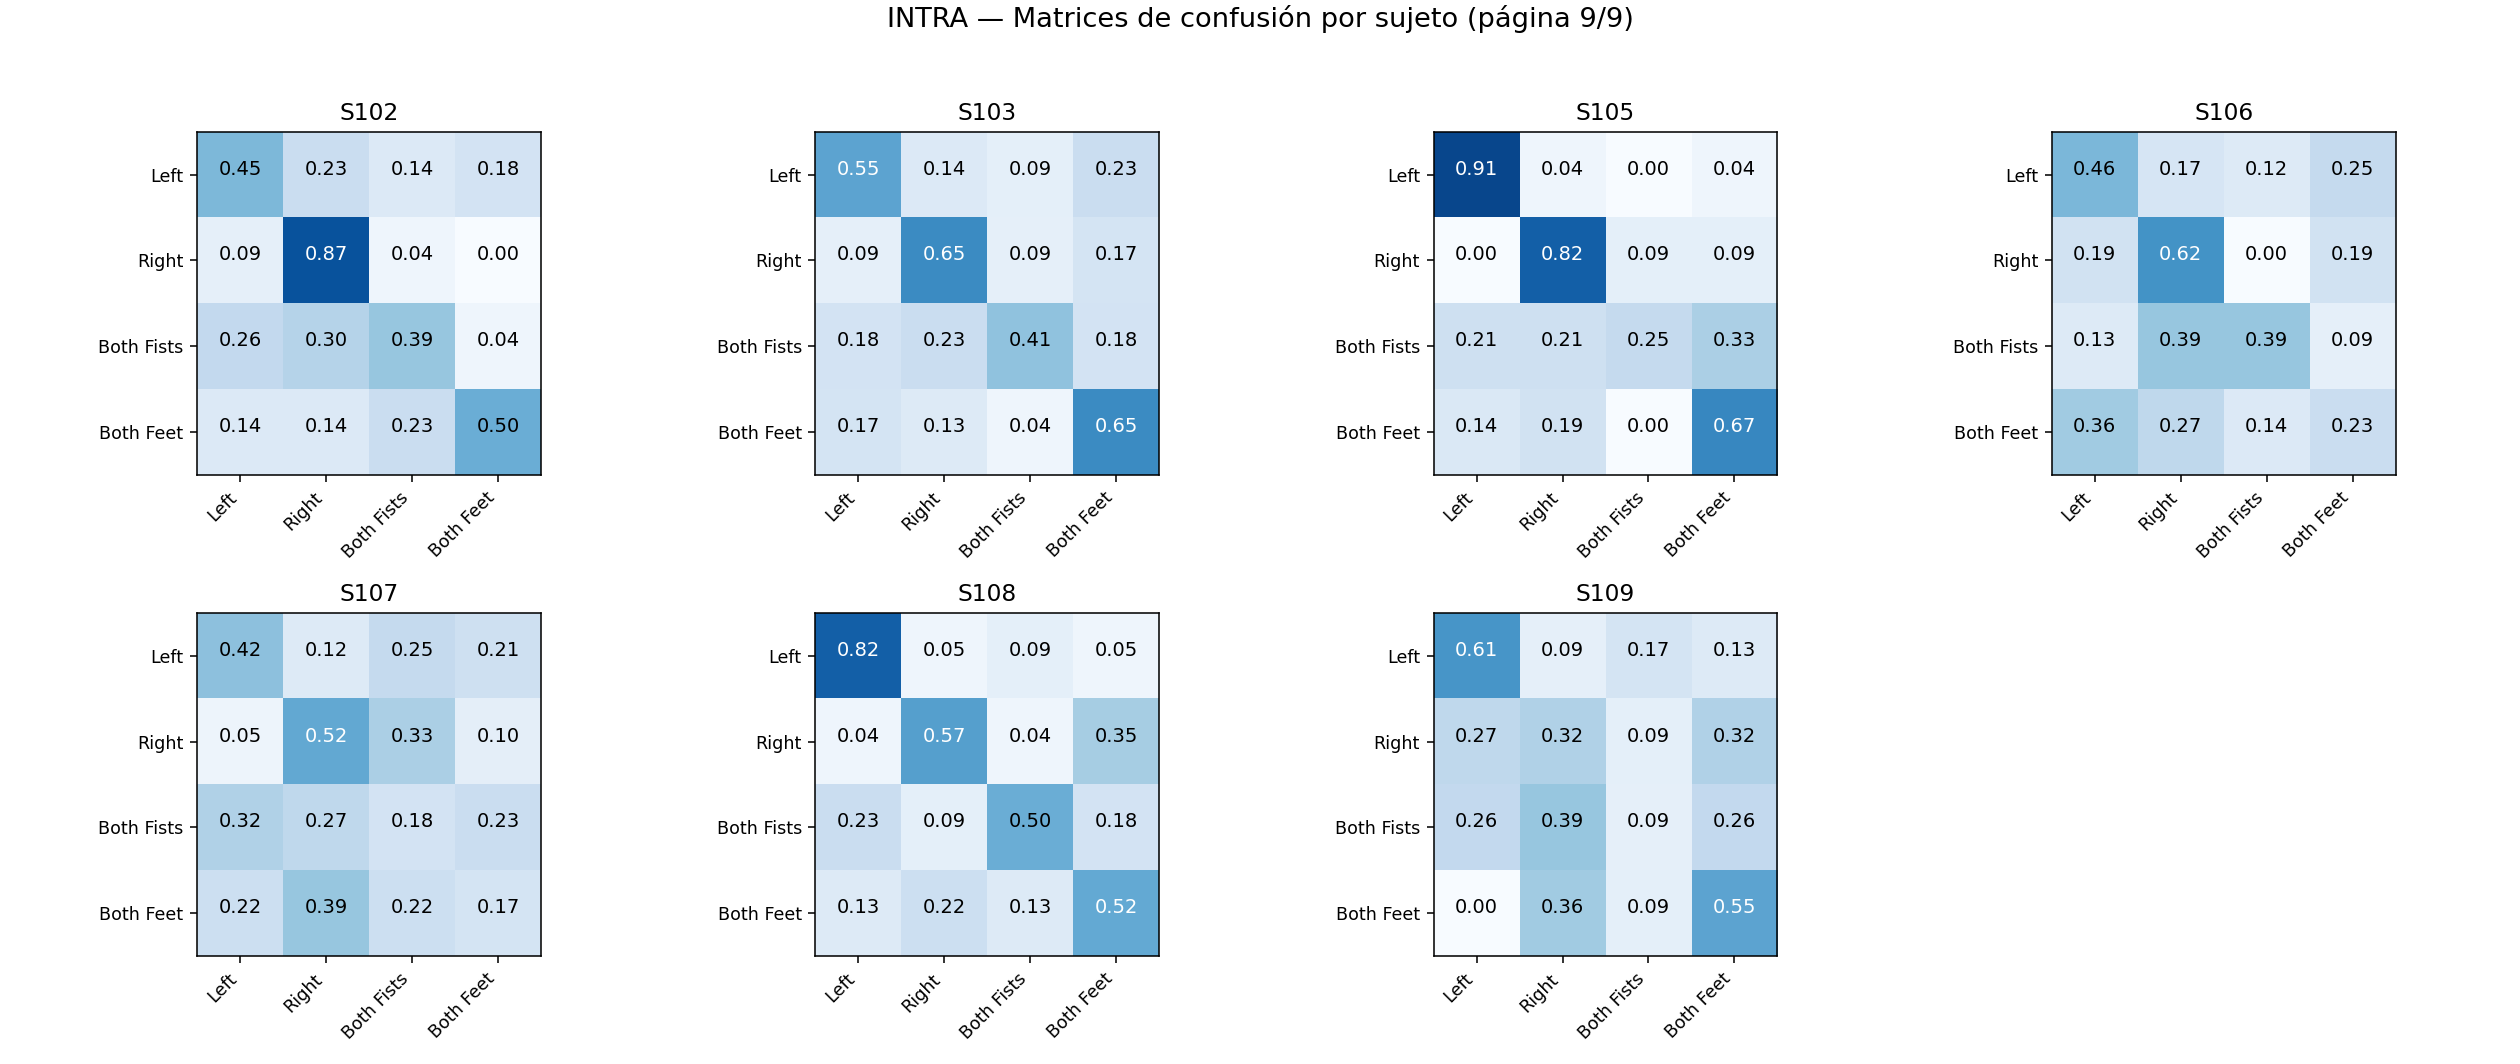 INTRA — Matrices de confusión por sujeto (página 9/9)
S102
Left 0.45 0.23 0.14 0.18
Right 0.09 0.87 0.04 0.00
Both Fists 0.26 0.30 0.39 0.04
Both Feet 0.14 0.14 0.23 0.50
Left Right Both Fists Both Feet
S103
Left 0.55 0.14 0.09 0.23
Right 0.09 0.65 0.09 0.17
Both Fists 0.18 0.23 0.41 0.18
Both Feet 0.17 0.13 0.04 0.65
Left Right Both Fists Both Feet
S105
Left 0.91 0.04 0.00 0.04
Right 0.00 0.82 0.09 0.09
Both Fists 0.21 0.21 0.25 0.33
Both Feet 0.14 0.19 0.00 0.67
Left Right Both Fists Both Feet
S106
Left 0.46 0.17 0.12 0.25
Right 0.19 0.62 0.00 0.19
Both Fists 0.13 0.39 0.39 0.09
Both Feet 0.36 0.27 0.14 0.23
Left Right Both Fists Both Feet
S107
Left 0.42 0.12 0.25 0.21
Right 0.05 0.52 0.33 0.10
Both Fists 0.32 0.27 0.18 0.23
Both Feet 0.22 0.39 0.22 0.17
Left Right Both Fists Both Feet
S108
Left 0.82 0.05 0.09 0.05
Right 0.04 0.57 0.04 0.35
Both Fists 0.23 0.09 0.50 0.18
Both Feet 0.13 0.22 0.13 0.52
Left Right Both Fists Both Feet
S109
Left 0.61 0.09 0.17 0.13
Right 0.27 0.32 0.09 0.32
Both Fists 0.26 0.39 0.09 0.26
Both Feet 0.00 0.36 0.09 0.55
Left Right Both Fists Both Feet